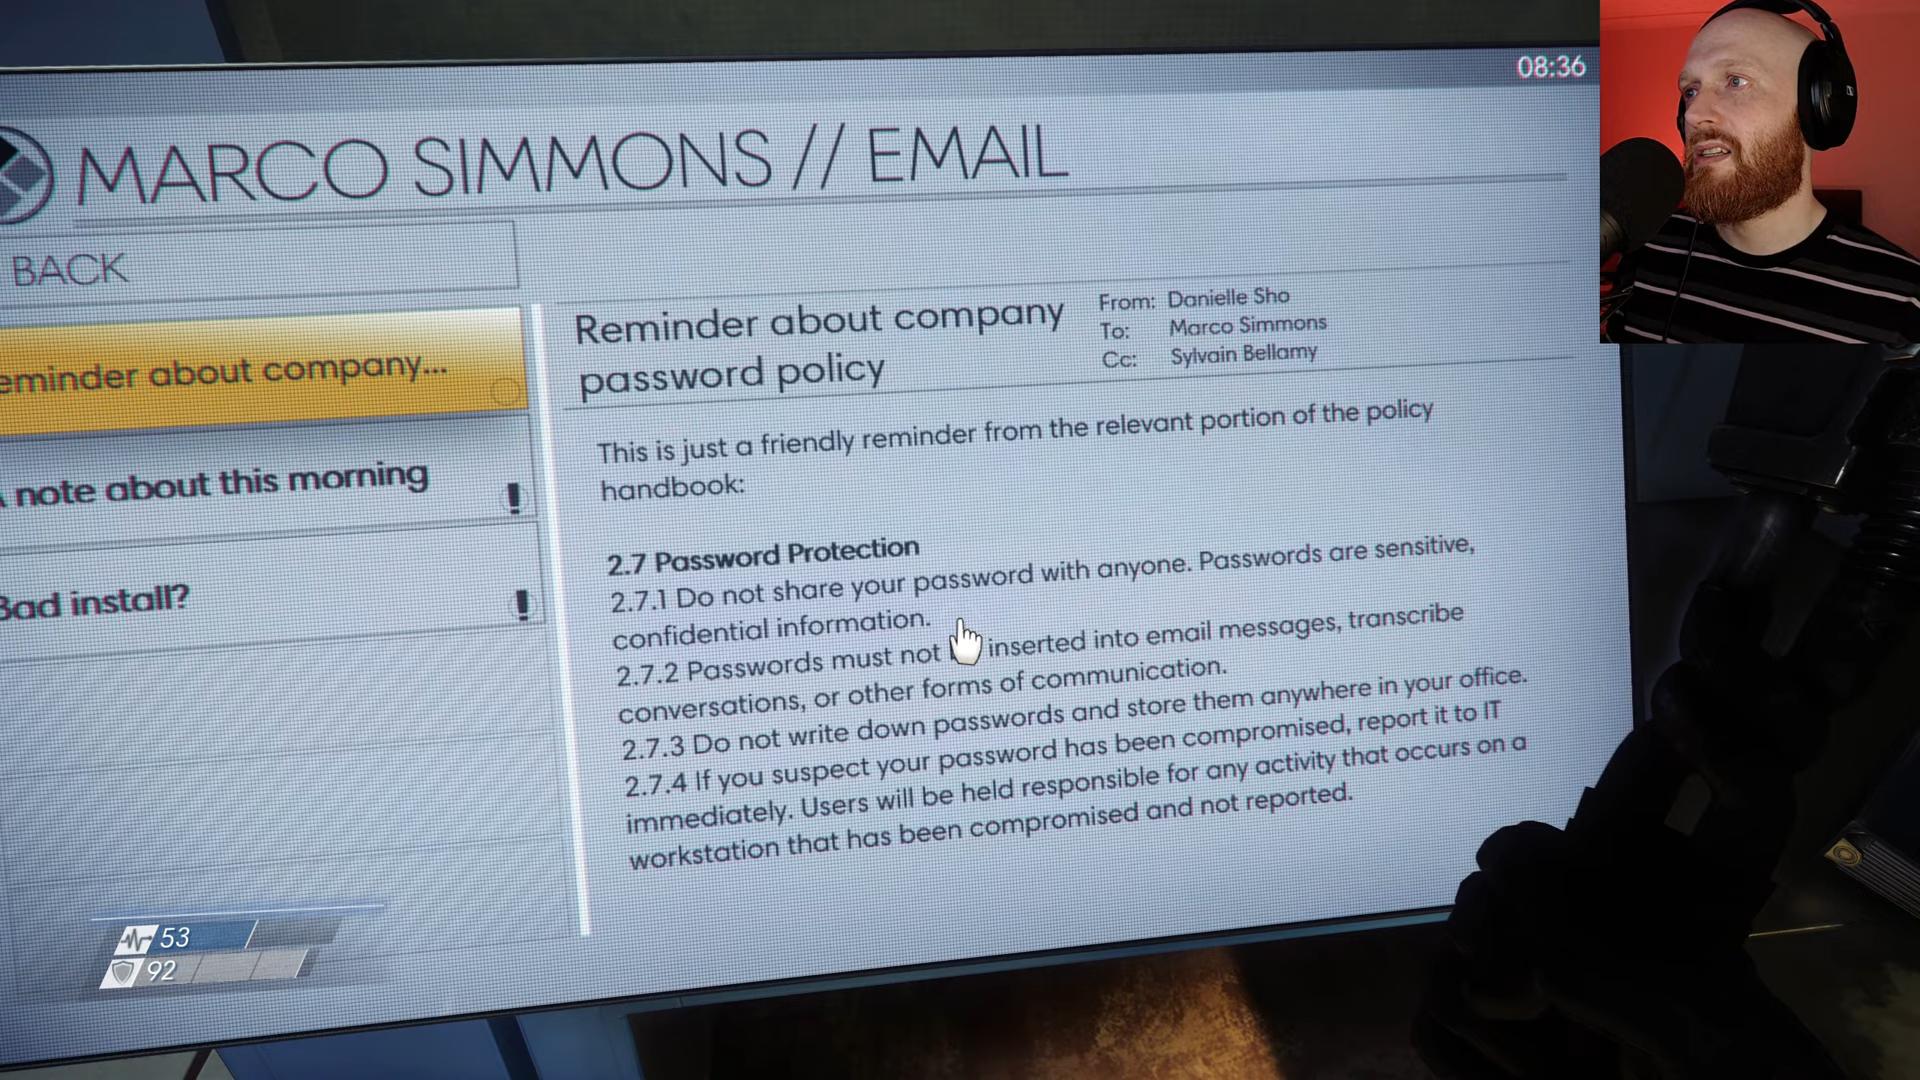 08:36
MARCO SIMMONS // EMAIL
BACK
eminder about company...
note about this morning
!
Bad install?
!
Reminder about company
password policy
From: Danielle Sho
To: Marco Simmons
Cc: Sylvain Bellamy
This is just a friendly reminder from the relevant portion of the policy
handbook:
2.7 Password Protection
2.7.1 Do not share your password with anyone. Passwords are sensitive,
confidential information.
2.7.2 Passwords must not inserted into email messages, transcribe
conversations, or other forms of communication.
2.7.3 Do not write down passwords and store them anywhere in your office.
2.7.4 If you suspect your password has been compromised, report it to IT
immediately. Users will be held responsible for any activity that occurs on a
workstation that has been compromised and not reported.
53
92